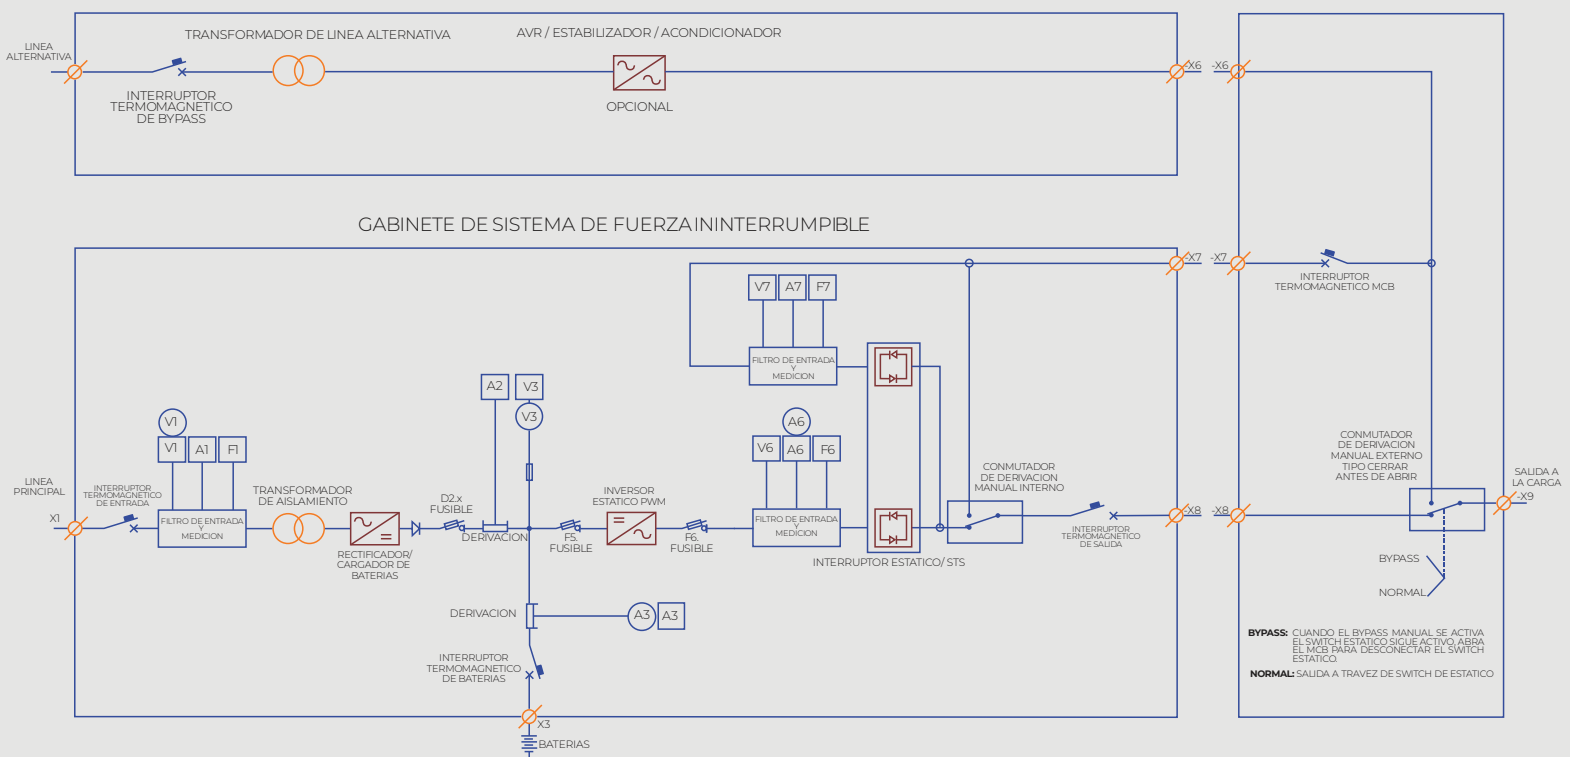 LINEA
ALTERNATIVA
TRANSFORMADOR DE LINEA ALTERNATIVA
AVR / ESTABILIZADOR / ACONDICIONADOR
INTERRUPTOR
TERMOMAGNETICO
DE BYPASS
OPCIONAL
-X6
-X6
GABINETE DE SISTEMA DE FUERZA ININTERRUMPIBLE
-X7
-X7
INTERRUPTOR
TERMOMAGNETICO MCB
V7
A7
F7
FILTRO DE ENTRADA
Y
MEDICION
A2
V3
V3
V1
V1
A1
F1
A6
V6
A6
F6
LINEA
PRINCIPAL
X1
INTERRUPTOR
TERMOMAGNETICO
DE ENTRADA
FILTRO DE ENTRADA
Y
MEDICION
TRANSFORMADOR
DE AISLAMIENTO
RECTIFICADOR/
CARGADOR DE
BATERIAS
D2.x
FUSIBLE
DERIVACION
F5.
FUSIBLE
INVERSOR
ESTATICO PWM
F6.
FUSIBLE
FILTRO DE ENTRADA
Y
MEDICION
INTERRUPTOR ESTATICO/ STS
CONMUTADOR
DE DERIVACION
MANUAL INTERNO
INTERRUPTOR
TERMOMAGNETICO
DE SALIDA
-X8
-X8
CONMUTADOR
DE DERIVACION
MANUAL EXTERNO
TIPO CERRAR
ANTES DE ABRIR
SALIDA A
LA CARGA
-X9
BYPASS
NORMAL
DERIVACION
A3
A3
INTERRUPTOR
TERMOMAGNETICO
DE BATERIAS
X3
BATERIAS
BYPASS: CUANDO EL BYPASS MANUAL SE ACTIVA
EL SWITCH ESTATICO SIGUE ACTIVO, ABRA
EL MCB PARA DESCONECTAR EL SWITCH
ESTATICO.
NORMAL: SALIDA A TRAVEZ DE SWITCH DE ESTATICO